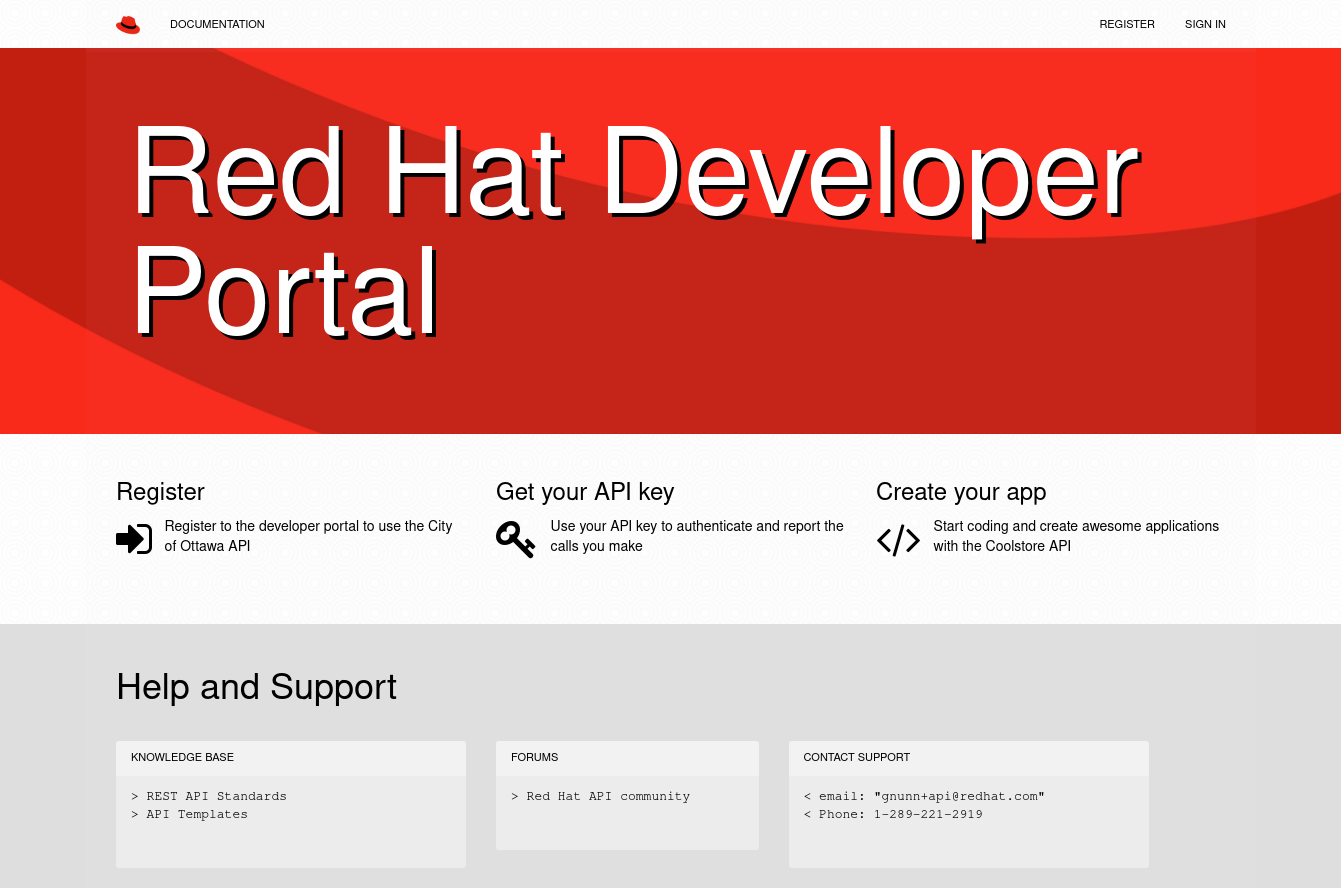 DOCUMENTATION
REGISTER
SIGN IN
Red Hat Developer
Portal
Register
Register to the developer portal to use the City
of Ottawa API
Get your API key
Use your API key to authenticate and report the
calls you make
Create your app
Start coding and create awesome applications
with the Coolstore API
Help and Support
KNOWLEDGE BASE
> REST API Standards
> API Templates
FORUMS
> Red Hat API community
CONTACT SUPPORT
< email: "gnunn+api@redhat.com"
< Phone: 1-289-221-2919